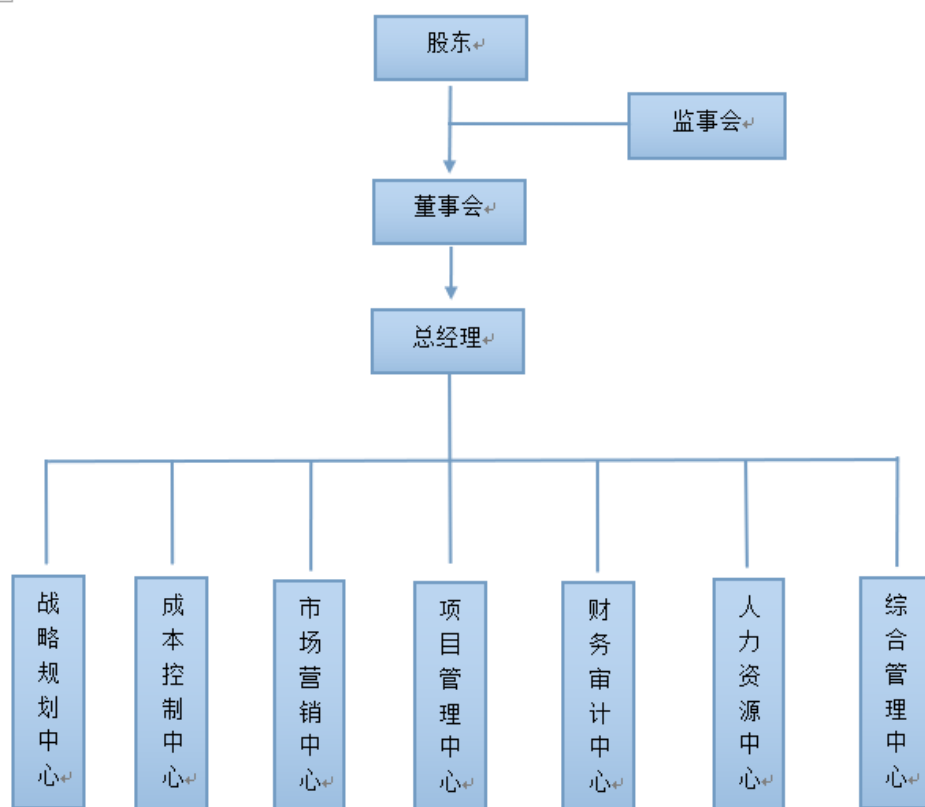 股东
监事会
董事会
总经理
战略规划中心
成本控制中心
市场营销中心
项目管理中心
财务审计中心
人力资源中心
综合管理中心